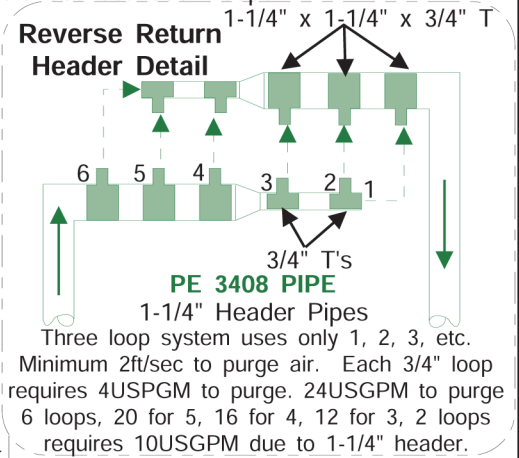 1-1/4" x 1-1/4" x 3/4" T
Reverse Return
Header Detail
6 5 4 3 2 1
3/4" T's
PE 3408 PIPE
1-1/4" Header Pipes
Three loop system uses only 1, 2, 3, etc.
Minimum 2ft/sec to purge air. Each 3/4" loop
requires 4USPGM to purge. 24USGPM to purge
6 loops, 20 for 5, 16 for 4, 12 for 3, 2 loops
requires 10USGPM due to 1-1/4" header.